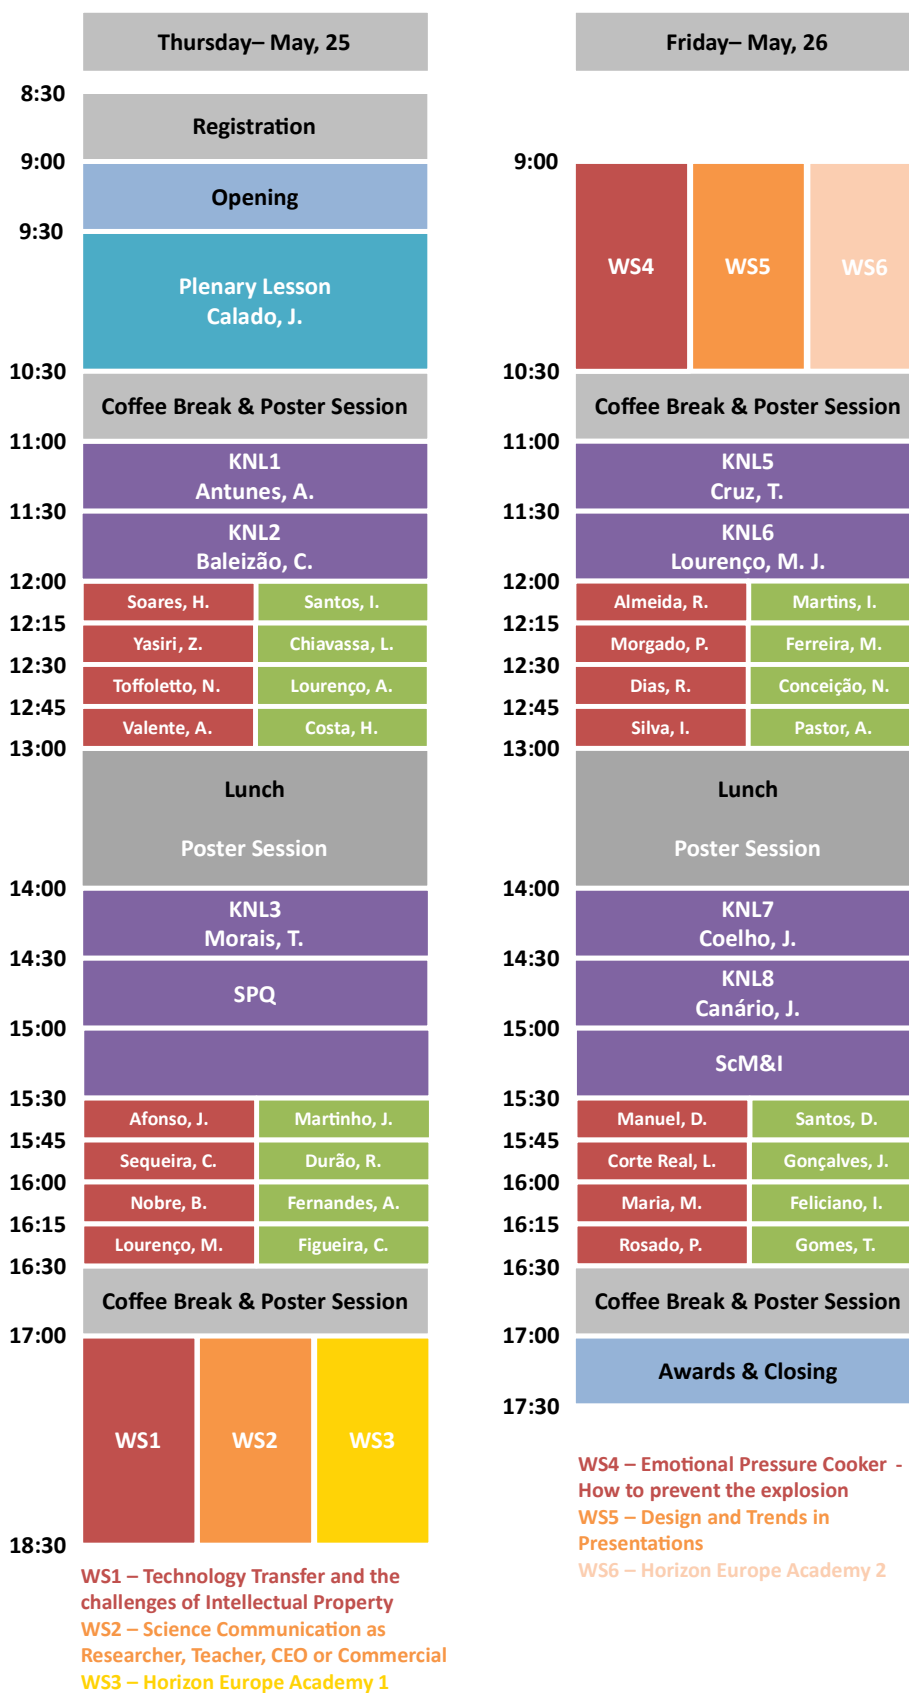 Thursday– May, 25
8:30
Registration
9:00
Opening
9:30
Plenary Lesson
Calado, J.
10:30
Coffee Break & Poster Session
11:00
KNL1
Antunes, A.
11:30
KNL2
Baleizão, C.
12:00
Soares, H. Santos, I.
12:15
Yasiri, Z. Chiavassa, L.
12:30
Toffoletto, N. Lourenço, A.
12:45
Valente, A. Costa, H.
13:00
Lunch
Poster Session
14:00
KNL3
Morais, T.
14:30
SPQ
15:00
15:30
Afonso, J. Martinho, J.
15:45
Sequeira, C. Durão, R.
16:00
Nobre, B. Fernandes, A.
16:15
Lourenço, M. Figueira, C.
16:30
Coffee Break & Poster Session
17:00
WS1 WS2 WS3
18:30
WS1 – Technology Transfer and the
challenges of Intellectual Property
WS2 – Science Communication as
Researcher, Teacher, CEO or Commercial
WS3 – Horizon Europe Academy 1
Friday– May, 26
9:00
WS4 WS5 WS6
10:30
Coffee Break & Poster Session
11:00
KNL5
Cruz, T.
11:30
KNL6
Lourenço, M. J.
12:00
Almeida, R. Martins, I.
12:15
Morgado, P. Ferreira, M.
12:30
Dias, R. Conceição, N.
12:45
Silva, I. Pastor, A.
13:00
Lunch
Poster Session
14:00
KNL7
Coelho, J.
14:30
KNL8
Canário, J.
15:00
ScM&I
15:30
Manuel, D. Santos, D.
15:45
Corte Real, L. Gonçalves, J.
16:00
Maria, M. Feliciano, I.
16:15
Rosado, P. Gomes, T.
16:30
Coffee Break & Poster Session
17:00
Awards & Closing
17:30
WS4 – Emotional Pressure Cooker -
How to prevent the explosion
WS5 – Design and Trends in
Presentations
WS6 – Horizon Europe Academy 2